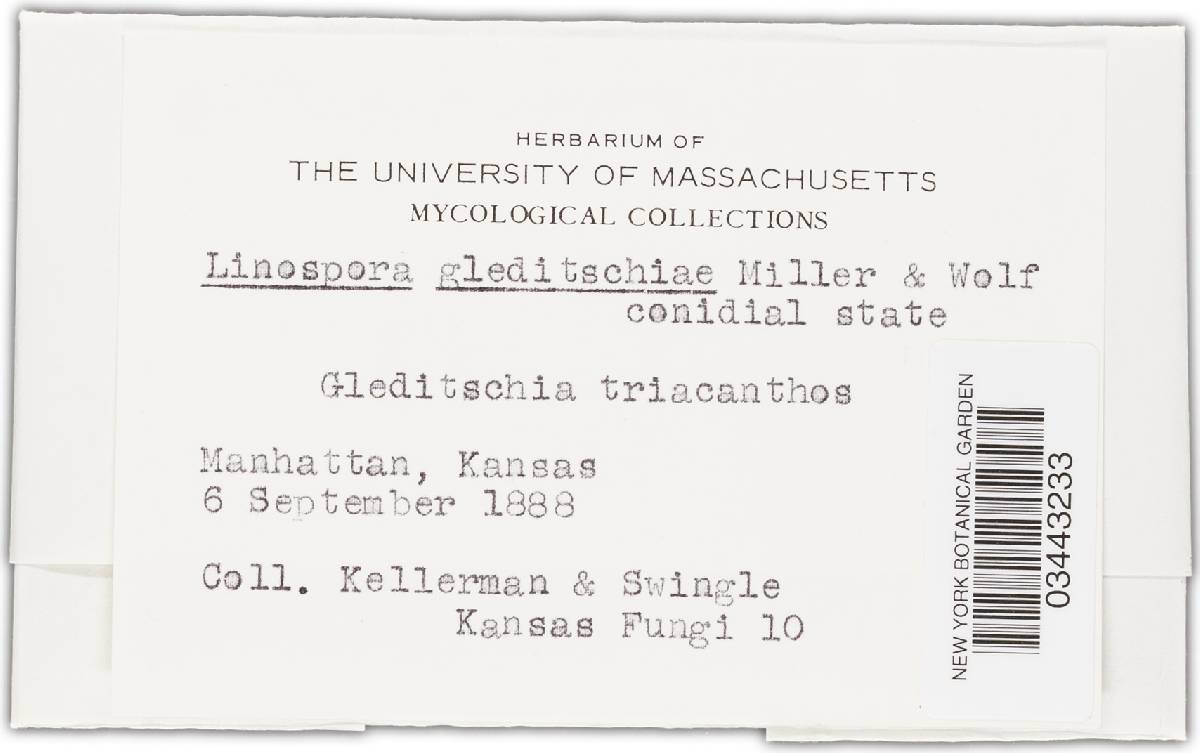 HERBARIUM OF
THE UNIVERSITY OF MASSACHUSETTS
MYCOLOGICAL COLLECTIONS
Linospora gleditschiae Miller & Wolf
conidial state
Gleditschia triacanthos
Manhattan, Kansas
6 September 1888
Coll. Kellerman & Swingle
Kansas Fungi 10
NEW YORK BOTANICAL GARDEN
03443233